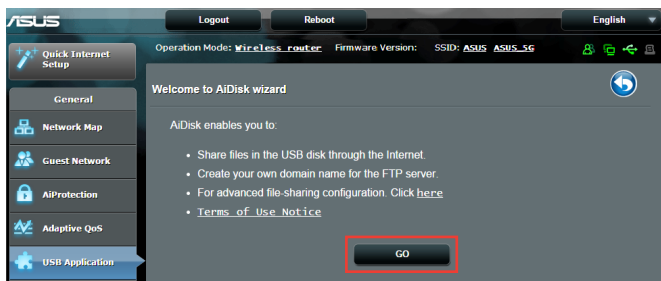 ASUS Logout Reboot English
Quick Internet Setup
Operation Mode: Wireless router Firmware Version: SSID: ASUS ASUS_5G
General
Network Map
Guest Network
AiProtection
Adaptive QoS
USB Application
Welcome to AiDisk wizard
AiDisk enables you to:
• Share files in the USB disk through the Internet.
• Create your own domain name for the FTP server.
• For advanced file-sharing configuration. Click here
• Terms of Use Notice
GO